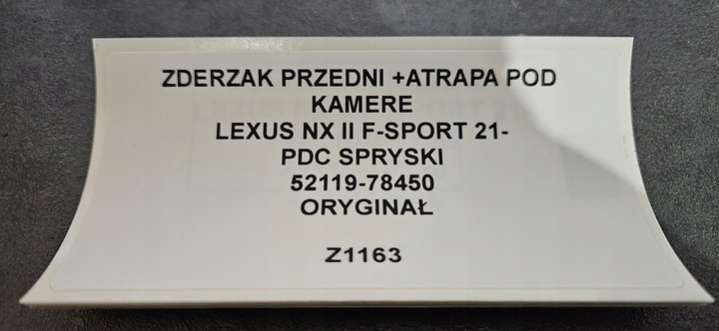 ZDERZAK PRZEDNI +ATRAPA POD
KAMERE
LEXUS NX II F-SPORT 21-
PDC SPRYSKI
52119-78450
ORYGINAŁ
Z1163